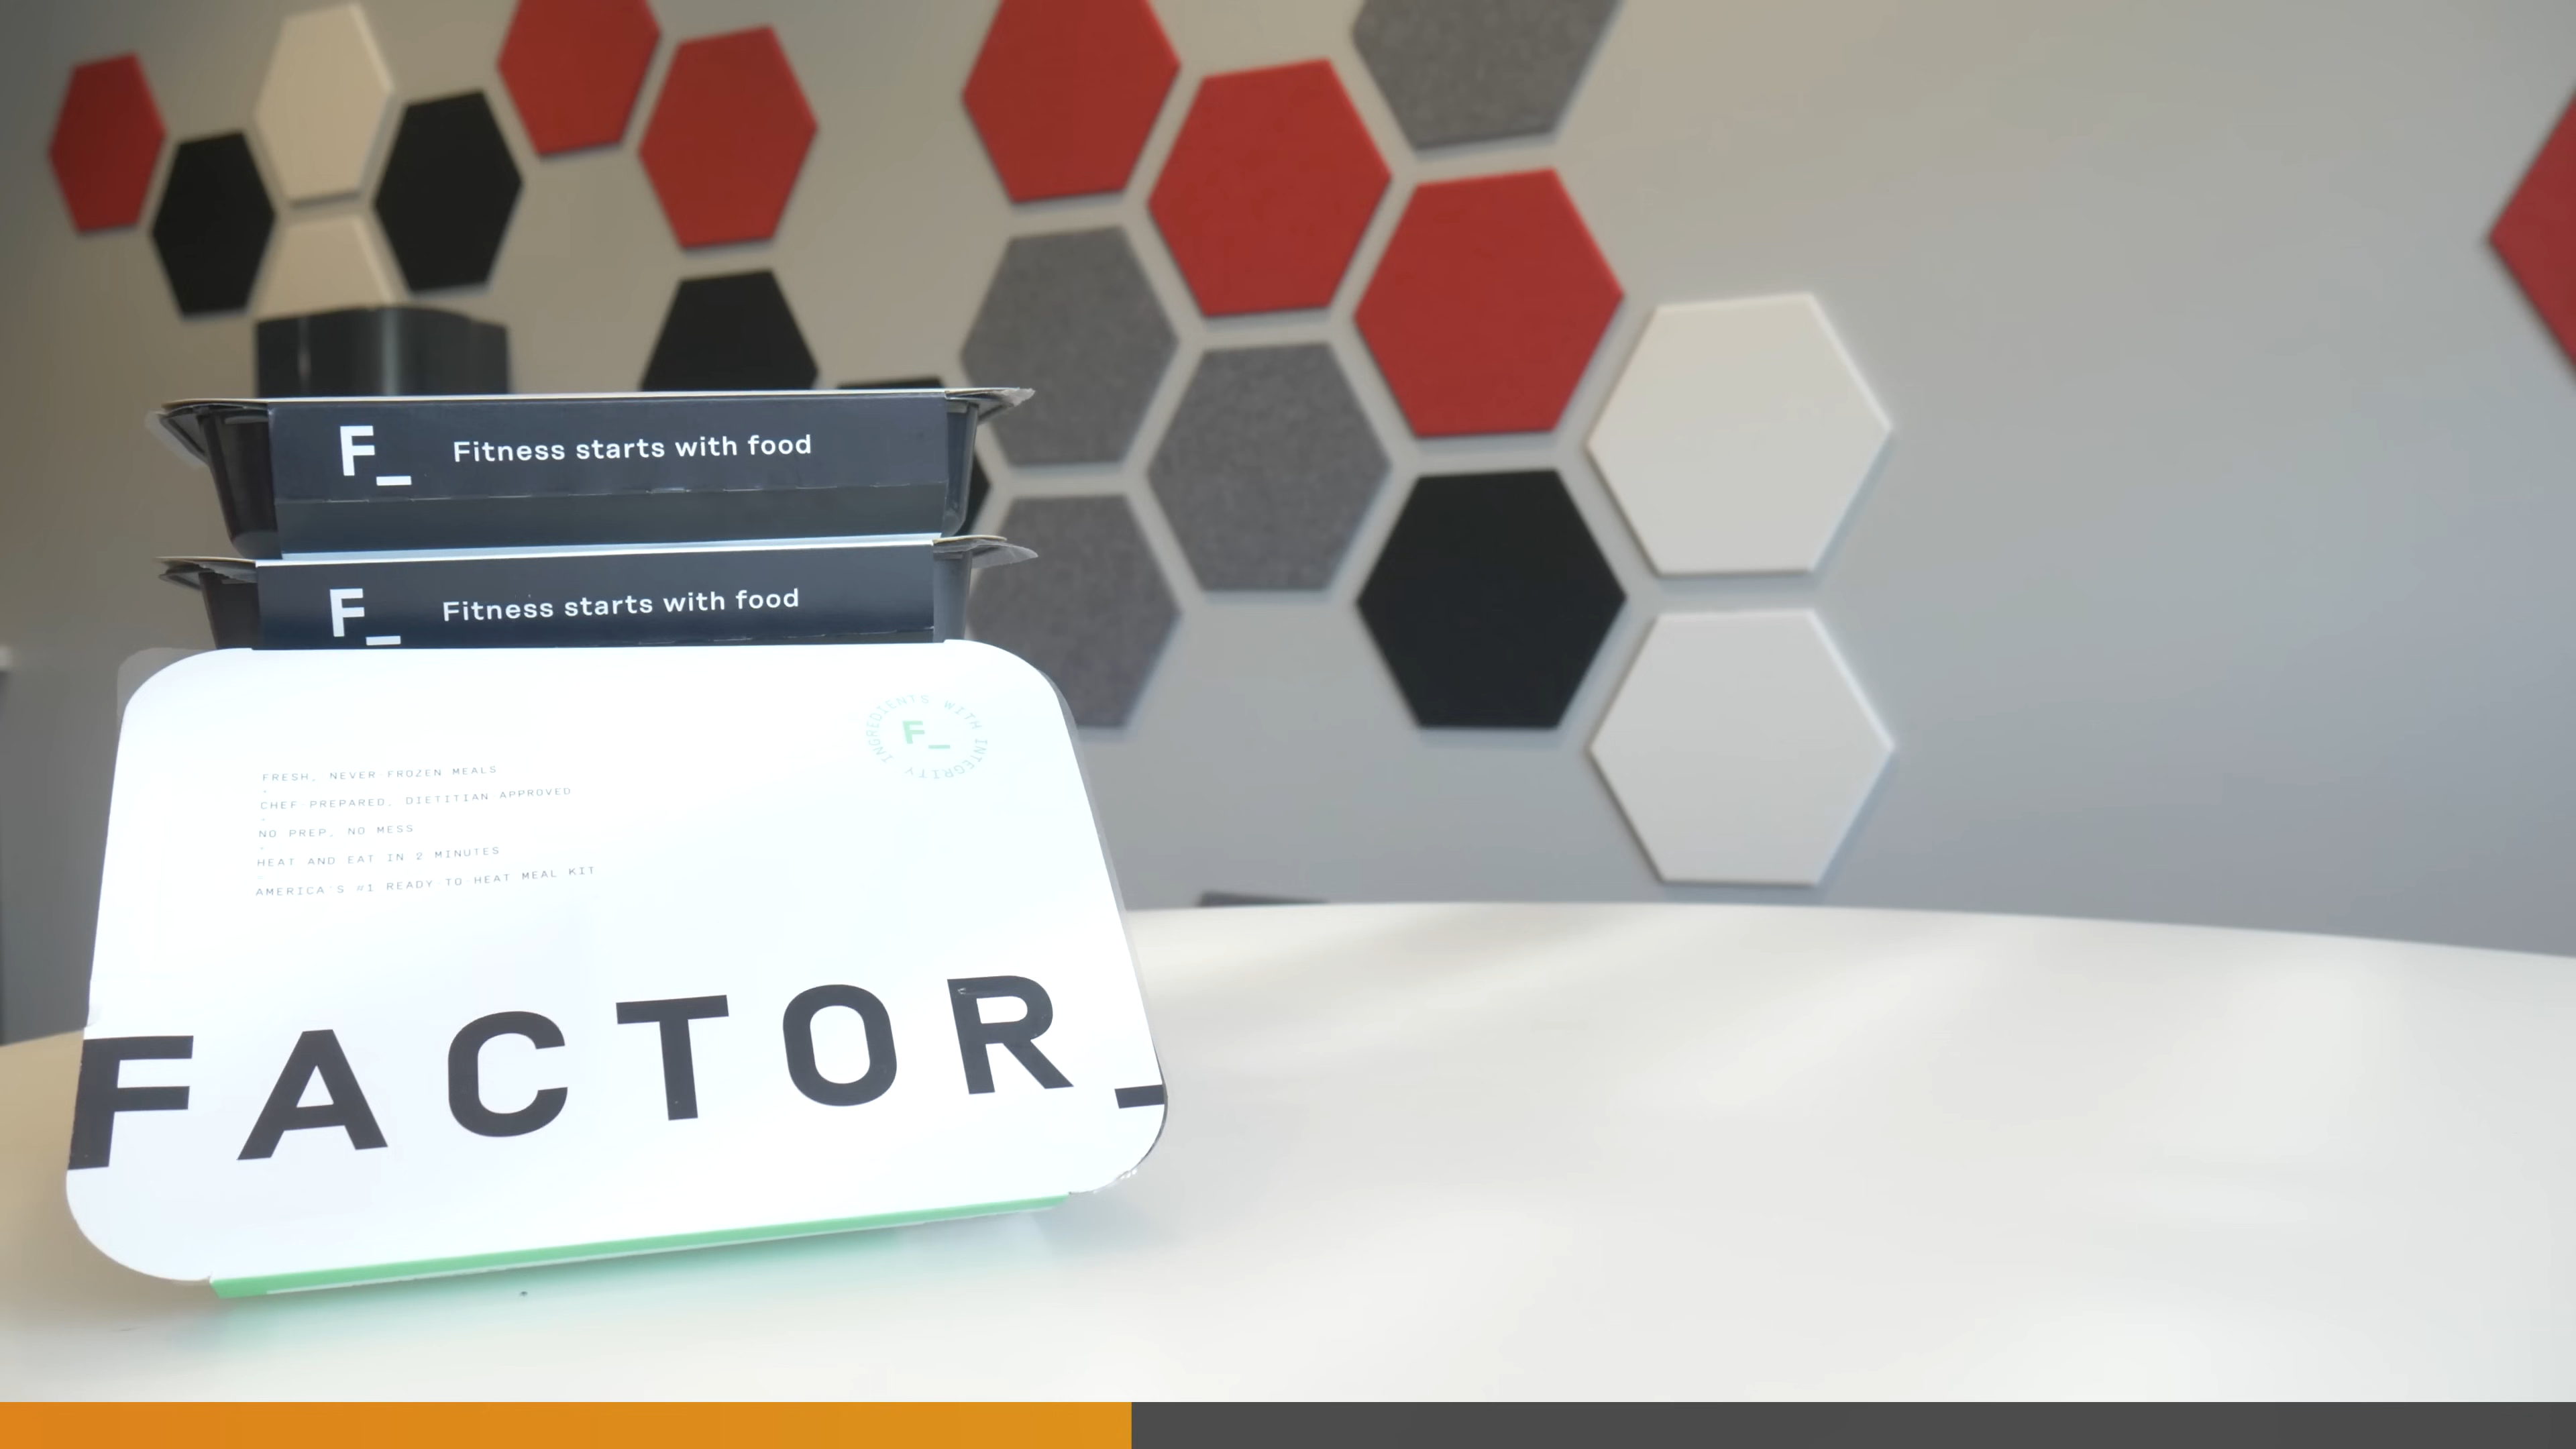 F_ Fitness starts with food
F_ Fitness starts with food
INGREDIENTS WITH INTEGRITY
F_
FRESH, NEVER-FROZEN MEALS
CHEF-PREPARED, DIETITIAN APPROVED
NO PREP, NO MESS
HEAT AND EAT IN 2 MINUTES
AMERICA'S #1 READY-TO-HEAT MEAL KIT
FACTOR_